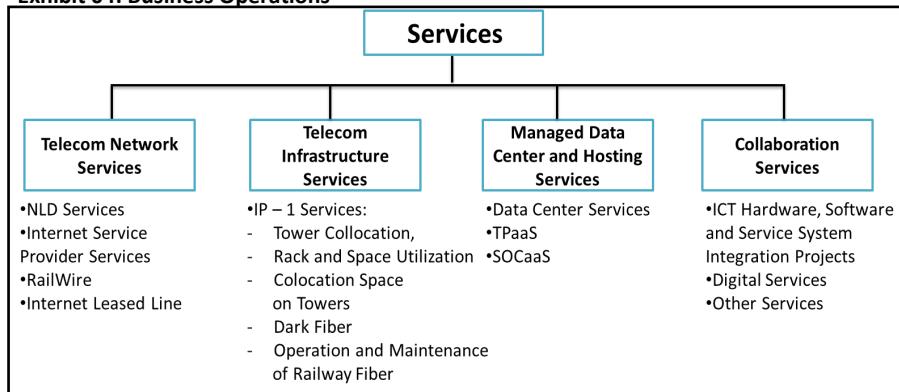 Exhibit 84: Business Operations
Services
Telecom Network
Services
•NLD Services
•Internet Service
Provider Services
•RailWire
•Internet Leased Line
Telecom
Infrastructure
Services
•IP – 1 Services:
- Tower Collocation,
- Rack and Space Utilization
- Colocation Space
on Towers
- Dark Fiber
- Operation and Maintenance
of Railway Fiber
Managed Data
Center and Hosting
Services
•Data Center Services
•TPaaS
•SOCaaS
Collaboration
Services
•ICT Hardware, Software
and Service System
Integration Projects
•Digital Services
•Other Services